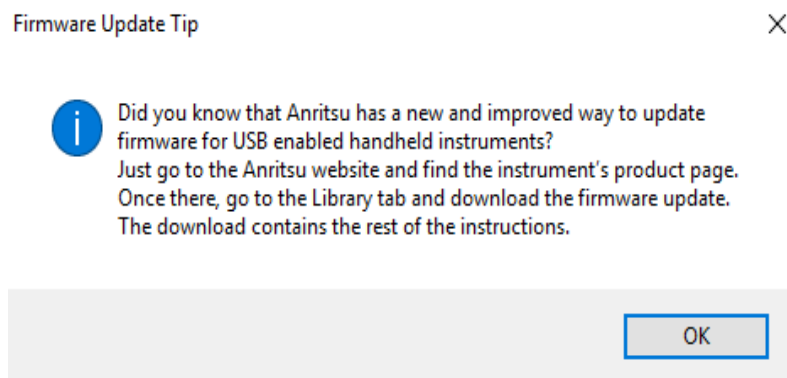 Firmware Update Tip
Did you know that Anritsu has a new and improved way to update
firmware for USB enabled handheld instruments?
Just go to the Anritsu website and find the instrument's product page.
Once there, go to the Library tab and download the firmware update.
The download contains the rest of the instructions.
OK